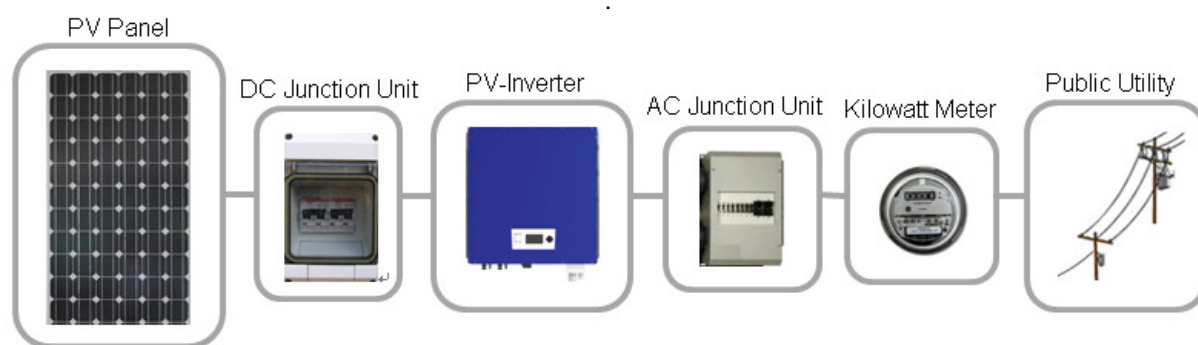 PV Panel
DC Junction Unit
PV-Inverter
AC Junction Unit
Kilowatt Meter
Public Utility